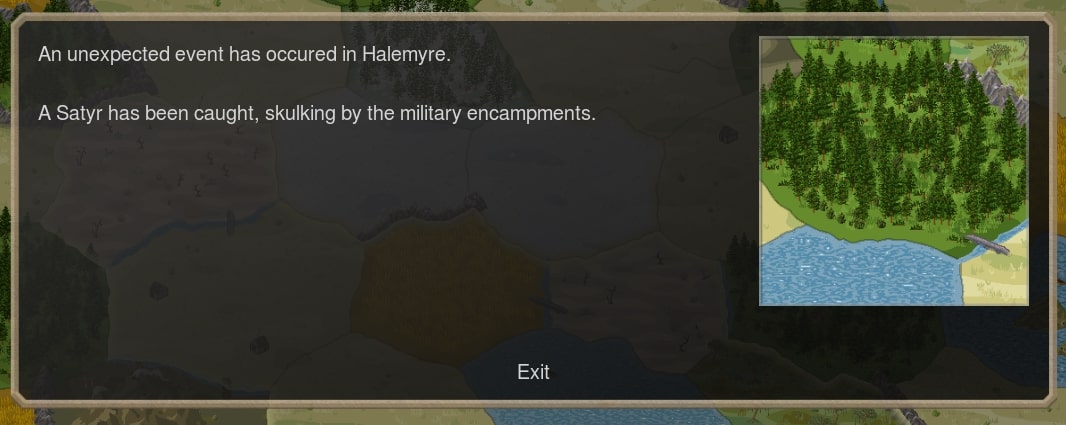 An unexpected event has occured in Halemyre.
A Satyr has been caught, skulking by the military encampments.
Exit